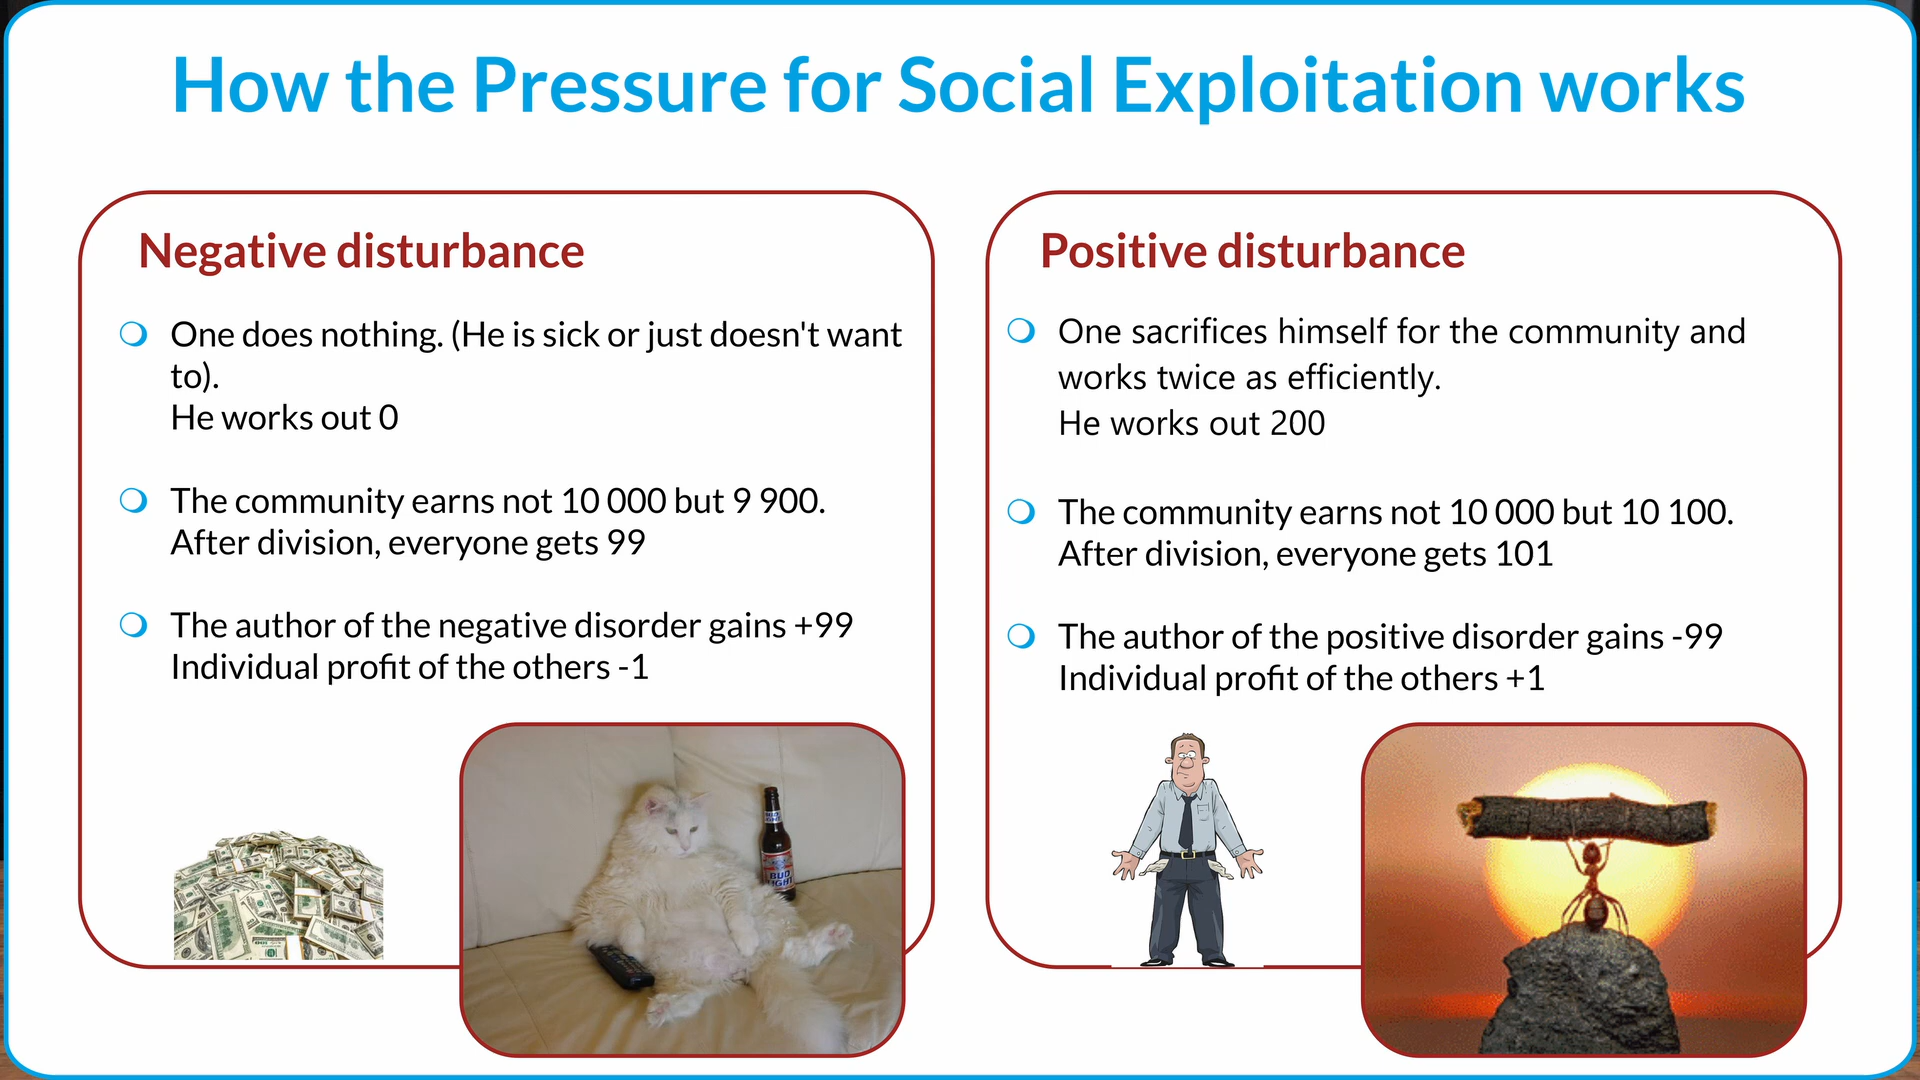 How the Pressure for Social Exploitation works
Negative disturbance
One does nothing. (He is sick or just doesn't want
to).
He works out 0
The community earns not 10 000 but 9 900.
After division, everyone gets 99
The author of the negative disorder gains +99
Individual profit of the others -1
Positive disturbance
One sacrifices himself for the community and
works twice as efficiently.
He works out 200
The community earns not 10 000 but 10 100.
After division, everyone gets 101
The author of the positive disorder gains -99
Individual profit of the others +1
BUD
LIGHT